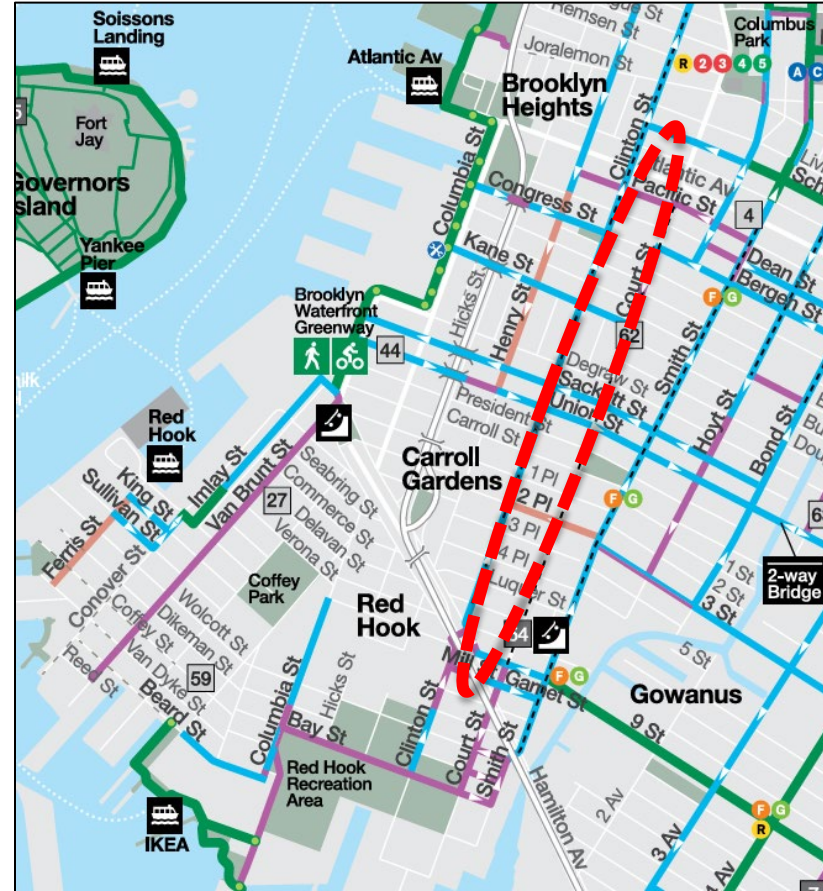 Soissons
Landing
Hemsen St
Joralemon St
Columbus
Park
R 2 3 4 5
A C
Atlantic Av
Brooklyn
Heights
Fort
Jay
Governors
Island
Clinton St
Columbia St
Atlantic Av
Pacific St
Congress St
4
Yankee
Pier
Kane St
Court St
Dean St
Bergen St
Hicks St
Henry St
F G
Brooklyn
Waterfront
Greenway
44
62
Smith St
Degraw St
Sackett St
Union St
President St
Carroll St
Hoyt St
Bond St
Red
Hook
Imlay St
Van Brunt St
King St
Sullivan St
Ferris St
Carroll
Gardens
Seabring St
Commerce St
Delavan St
Verona St
27
1 Pl
2 Pl
3 Pl
4 Pl
Luquer St
F G
Conover St
Coffey
Park
Wolcott St
Dikeman St
Coffey St
Van Dyke St
Reed St
Beard St
59
Red
Hook
1 St
2 St
3 St
2-way
Bridge
5 St
Mill St
Garnet St
F G
Gowanus
9 St
Columbia St
Hicks St
Bay St
Clinton St
Court St
Smith St
Red Hook
Recreation
Area
Hamilton Av
2 Av
3 Av
F G
R
IKEA